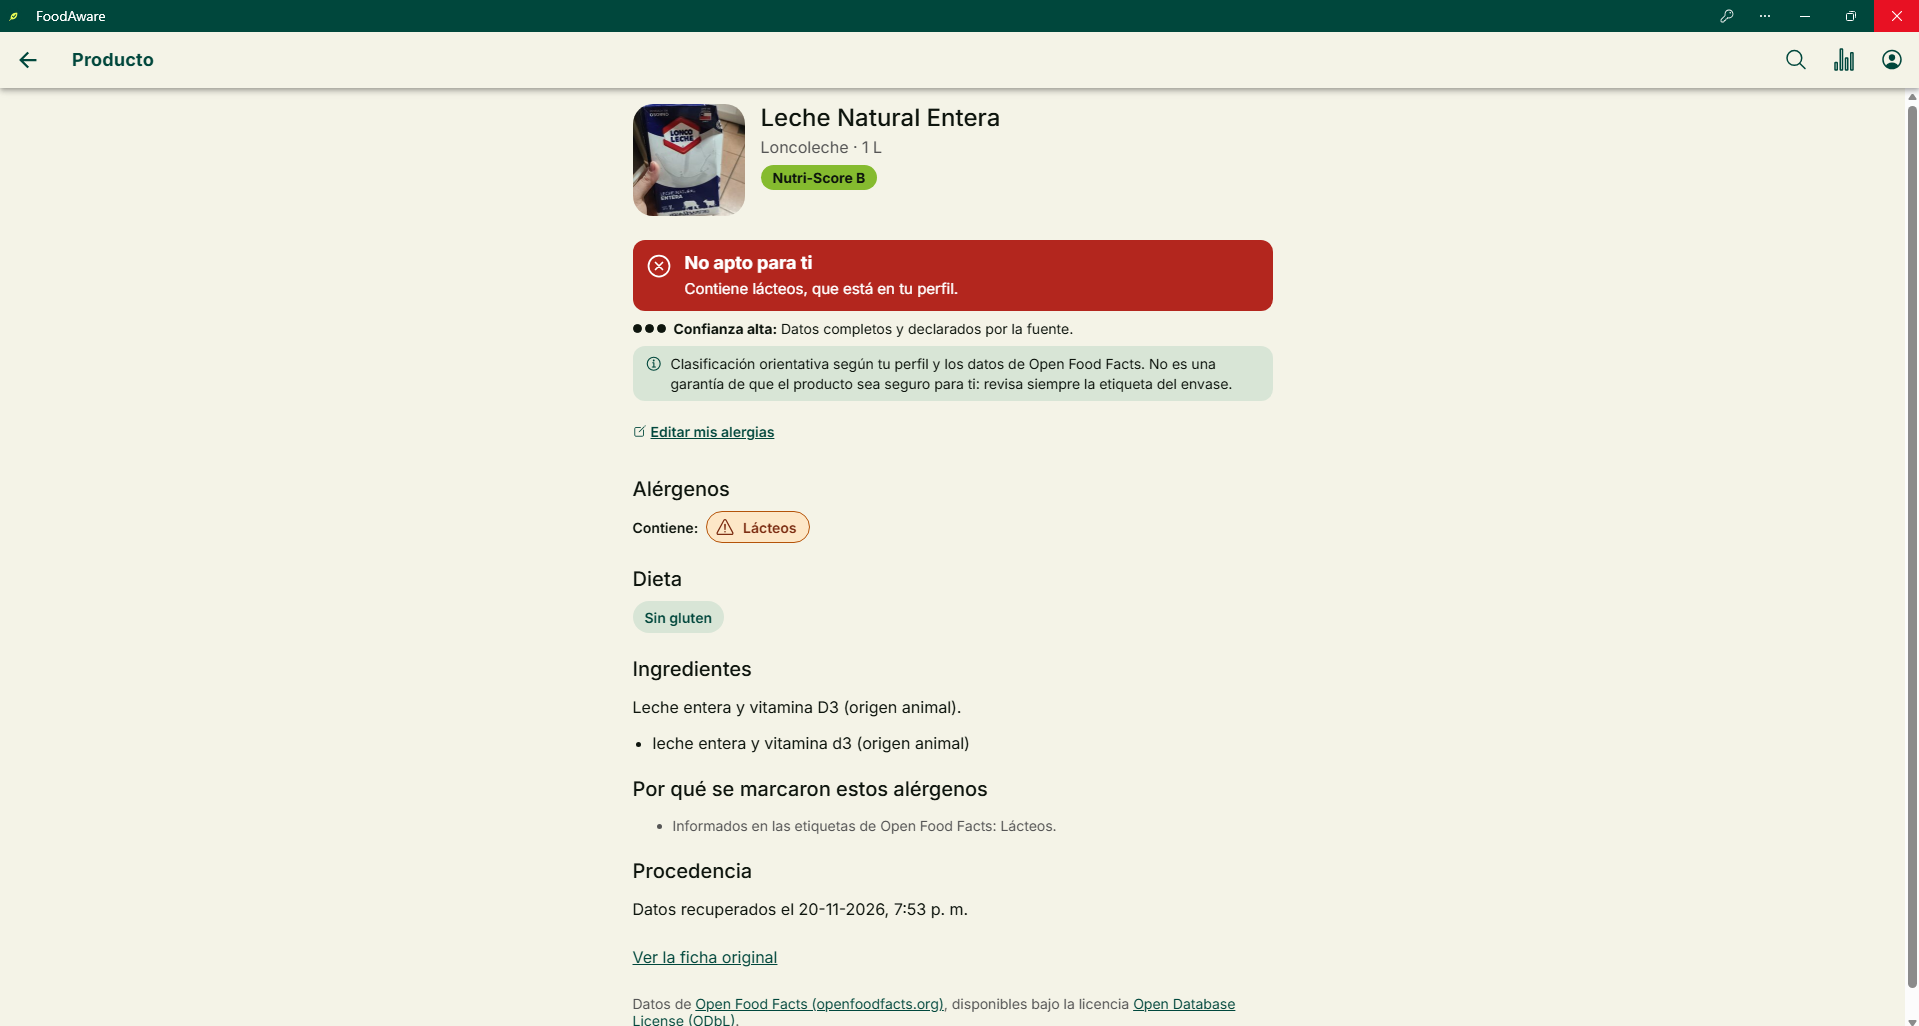 FoodAware
Producto
LONCO
LECHE
ENTERA
Leche Natural Entera
Loncoleche · 1 L
Nutri-Score B
No apto para ti
Contiene lácteos, que está en tu perfil.
Confianza alta: Datos completos y declarados por la fuente.
Clasificación orientativa según tu perfil y los datos de Open Food Facts. No es una
garantía de que el producto sea seguro para ti: revisa siempre la etiqueta del envase.
Editar mis alergias
Alérgenos
Contiene:
Lácteos
Dieta
Sin gluten
Ingredientes
Leche entera y vitamina D3 (origen animal).
leche entera y vitamina d3 (origen animal)
Por qué se marcaron estos alérgenos
Informados en las etiquetas de Open Food Facts: Lácteos.
Procedencia
Datos recuperados el 20-11-2026, 7:53 p. m.
Ver la ficha original
Datos de Open Food Facts (openfoodfacts.org), disponibles bajo la licencia Open Database
License (ODbL).